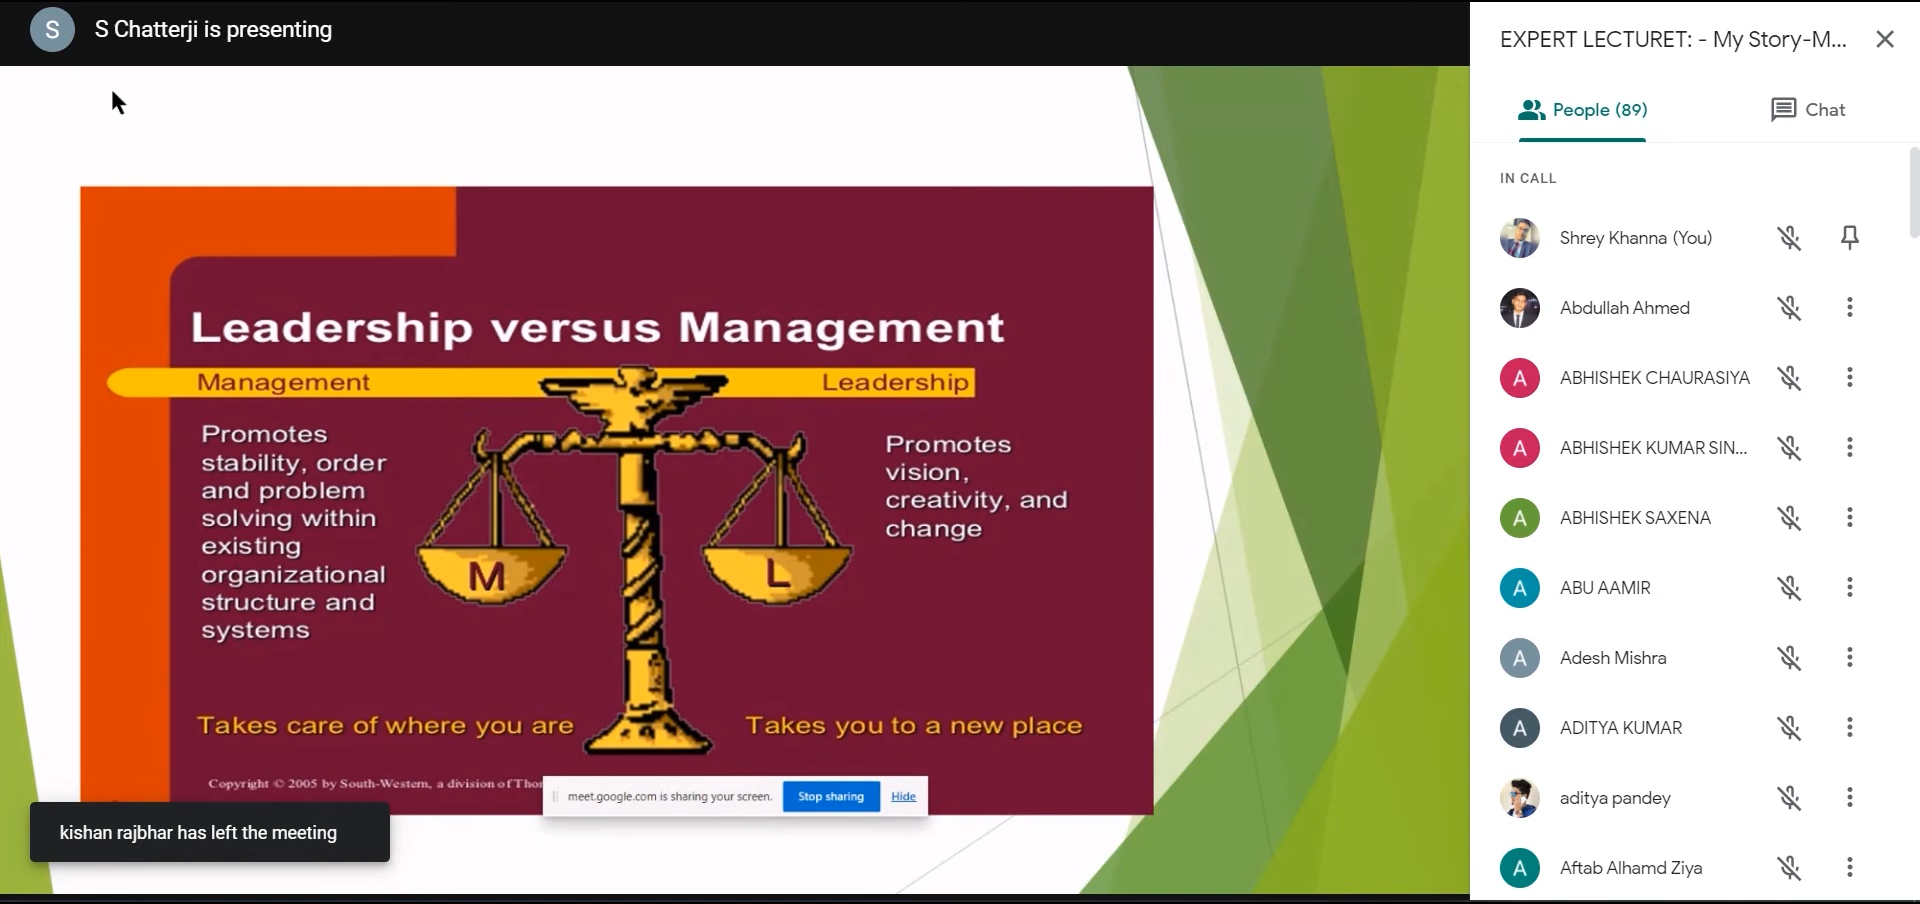 S
S Chatterji is presenting
Leadership versus Management
Management
Leadership
Promotes
stability, order
and problem
solving within
existing
organizational
structure and
systems
M
L
Promotes
vision,
creativity, and
change
Takes care of where you are
Takes you to a new place
Copyright © 2005 by South-Western, a division of Thor
meet.google.com is sharing your screen.
Stop sharing
Hide
kishan rajbhar has left the meeting
EXPERT LECTURET: - My Story-M...
People (89)
Chat
IN CALL
Shrey Khanna (You)
Abdullah Ahmed
A ABHISHEK CHAURASIYA
A ABHISHEK KUMAR SIN...
A ABHISHEK SAXENA
A ABU AAMIR
A Adesh Mishra
A ADITYA KUMAR
aditya pandey
A Aftab Alhamd Ziya